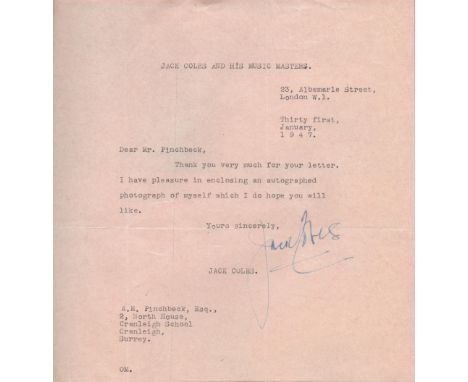 JACK COLES AND HIS MUSIC MASTERS.
23, Albemarle Street,
London W.1.
Thirty first,
January,
1 9 4 7.
Dear Mr. Pinchbeck,
Thank you very much for your letter.
I have pleasure in enclosing an autographed
photograph of myself which I do hope you will
like.
Yours sincerely,
Jack Coles
JACK COLES.
A.E. Pinchbeck, Esq.,
2, North House,
Cranleigh School
Cranleigh,
Surrey.
OM.